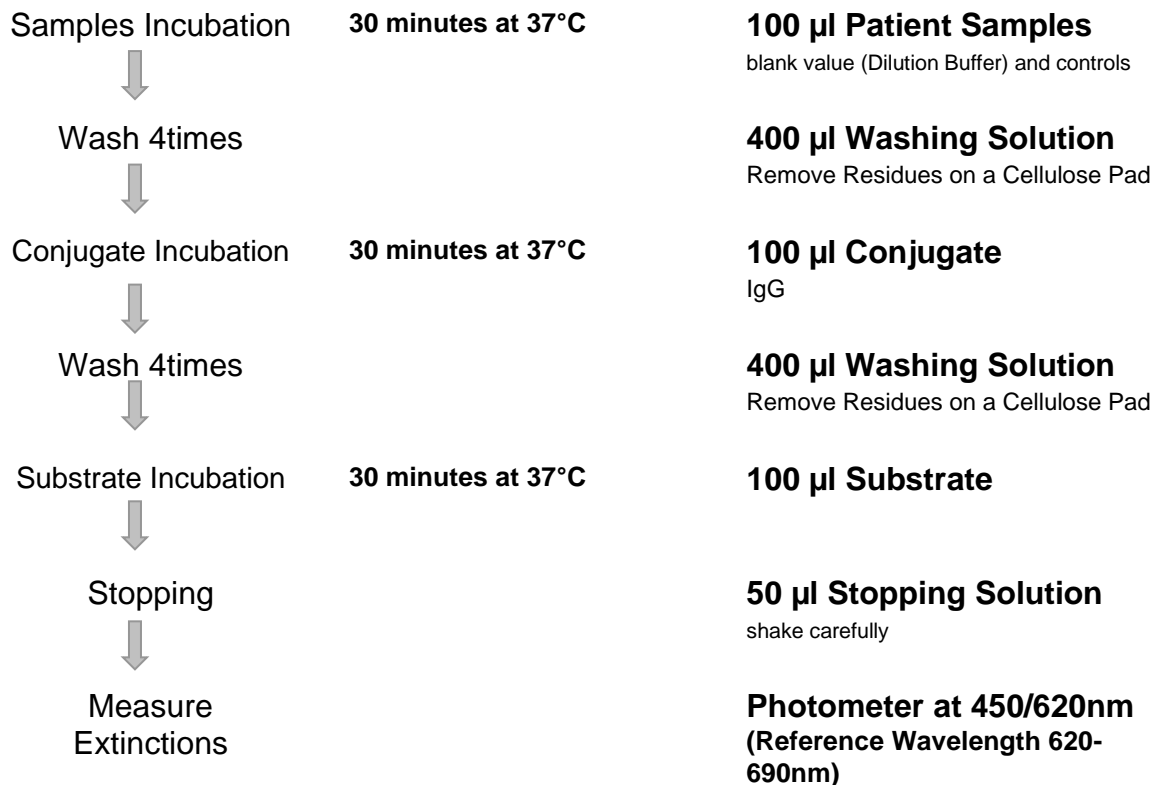 Samples Incubation 30 minutes at 37°C 100 µl Patient Samples
blank value (Dilution Buffer) and controls
Wash 4times 400 µl Washing Solution
Remove Residues on a Cellulose Pad
Conjugate Incubation 30 minutes at 37°C 100 µl Conjugate
IgG
Wash 4times 400 µl Washing Solution
Remove Residues on a Cellulose Pad
Substrate Incubation 30 minutes at 37°C 100 µl Substrate
Stopping 50 µl Stopping Solution
shake carefully
Measure Photometer at 450/620nm
Extinctions (Reference Wavelength 620-
690nm)